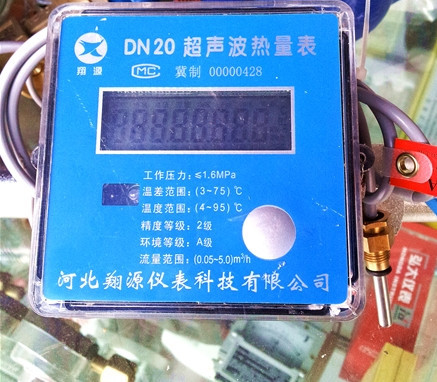 DN20 超声波热量表
翔源
CMC 冀制 00000428
工作压力: ≤1.6MPa
温差范围: (3~75) ℃
温度范围: (4~95) ℃
精度等级: 2级
环境等级: A级
流量范围: (0.05~5.0)m³/h
河北翔源仪表科技有限公司